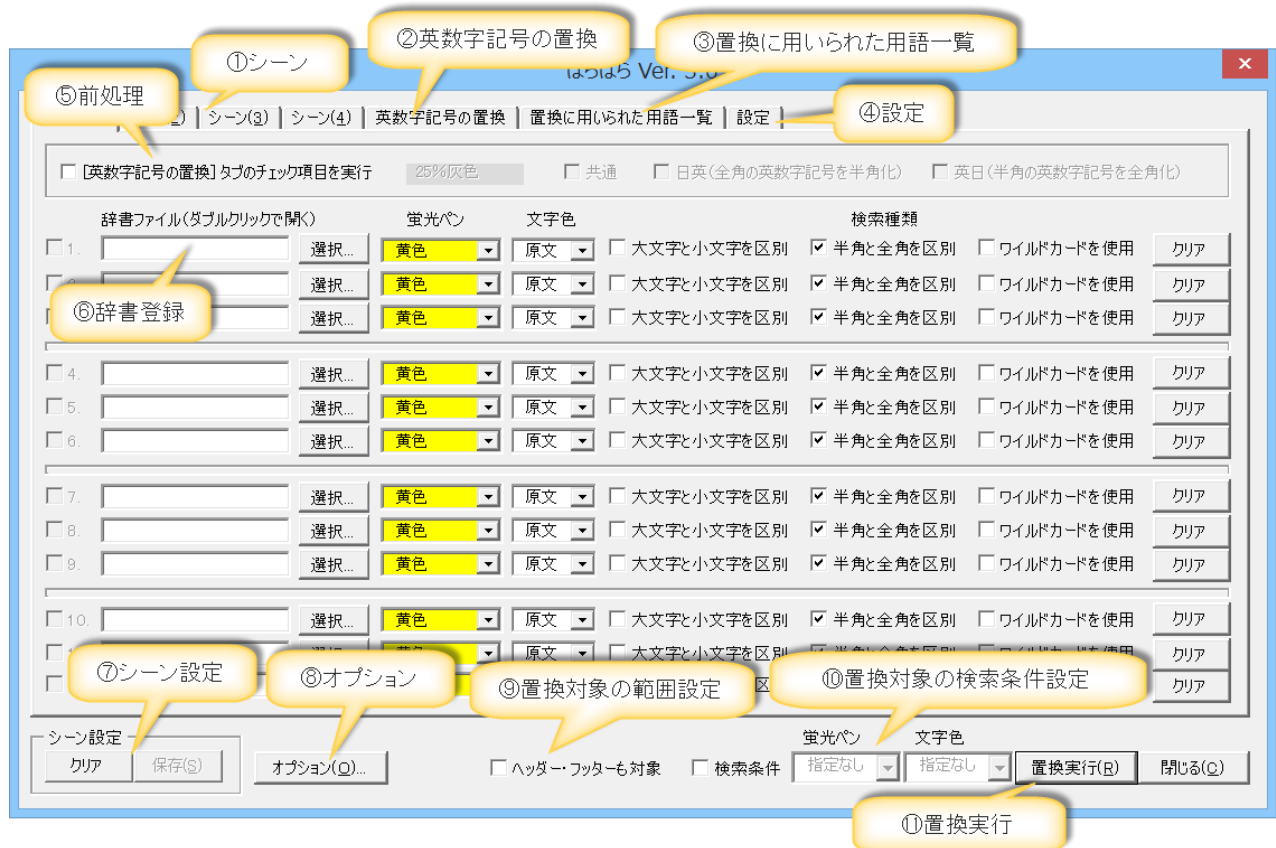 ②英数字記号の置換
③置換に用いられた用語一覧
①シーン
ぱらぱら Ver.
⑤前処理
シーン(3) シーン(4) 英数字記号の置換 置換に用いられた用語一覧 設定
④設定
[英数字記号の置換]タブのチェック項目を実行 25%灰色 共通 日英(全角の英数字記号を半角化) 英日(半角の英数字記号を全角化)
辞書ファイル(ダブルクリックで開く) 蛍光ペン 文字色 検索種類
1. 選択... 黄色 原文 大文字と小文字を区別 半角と全角を区別 ワイルドカードを使用 クリア
選択... 黄色 原文 大文字と小文字を区別 半角と全角を区別 ワイルドカードを使用 クリア
⑥辞書登録
選択... 黄色 原文 大文字と小文字を区別 半角と全角を区別 ワイルドカードを使用 クリア
4. 選択... 黄色 原文 大文字と小文字を区別 半角と全角を区別 ワイルドカードを使用 クリア
5. 選択... 黄色 原文 大文字と小文字を区別 半角と全角を区別 ワイルドカードを使用 クリア
6. 選択... 黄色 原文 大文字と小文字を区別 半角と全角を区別 ワイルドカードを使用 クリア
7. 選択... 黄色 原文 大文字と小文字を区別 半角と全角を区別 ワイルドカードを使用 クリア
8. 選択... 黄色 原文 大文字と小文字を区別 半角と全角を区別 ワイルドカードを使用 クリア
9. 選択... 黄色 原文 大文字と小文字を区別 半角と全角を区別 ワイルドカードを使用 クリア
10. 選択... 黄色 原文 大文字と小文字を区別 半角と全角を区別 ワイルドカードを使用 クリア
原文 大文字と小文字を区別 クリア
クリア
⑦シーン設定
⑧オプション
⑨置換対象の範囲設定
⑩置換対象の検索条件設定
シーン設定 蛍光ペン 文字色
クリア 保存(S) オプション(O)... ヘッダー・フッターも対象 検索条件 指定なし 指定なし 置換実行(R) 閉じる(C)
⑪置換実行